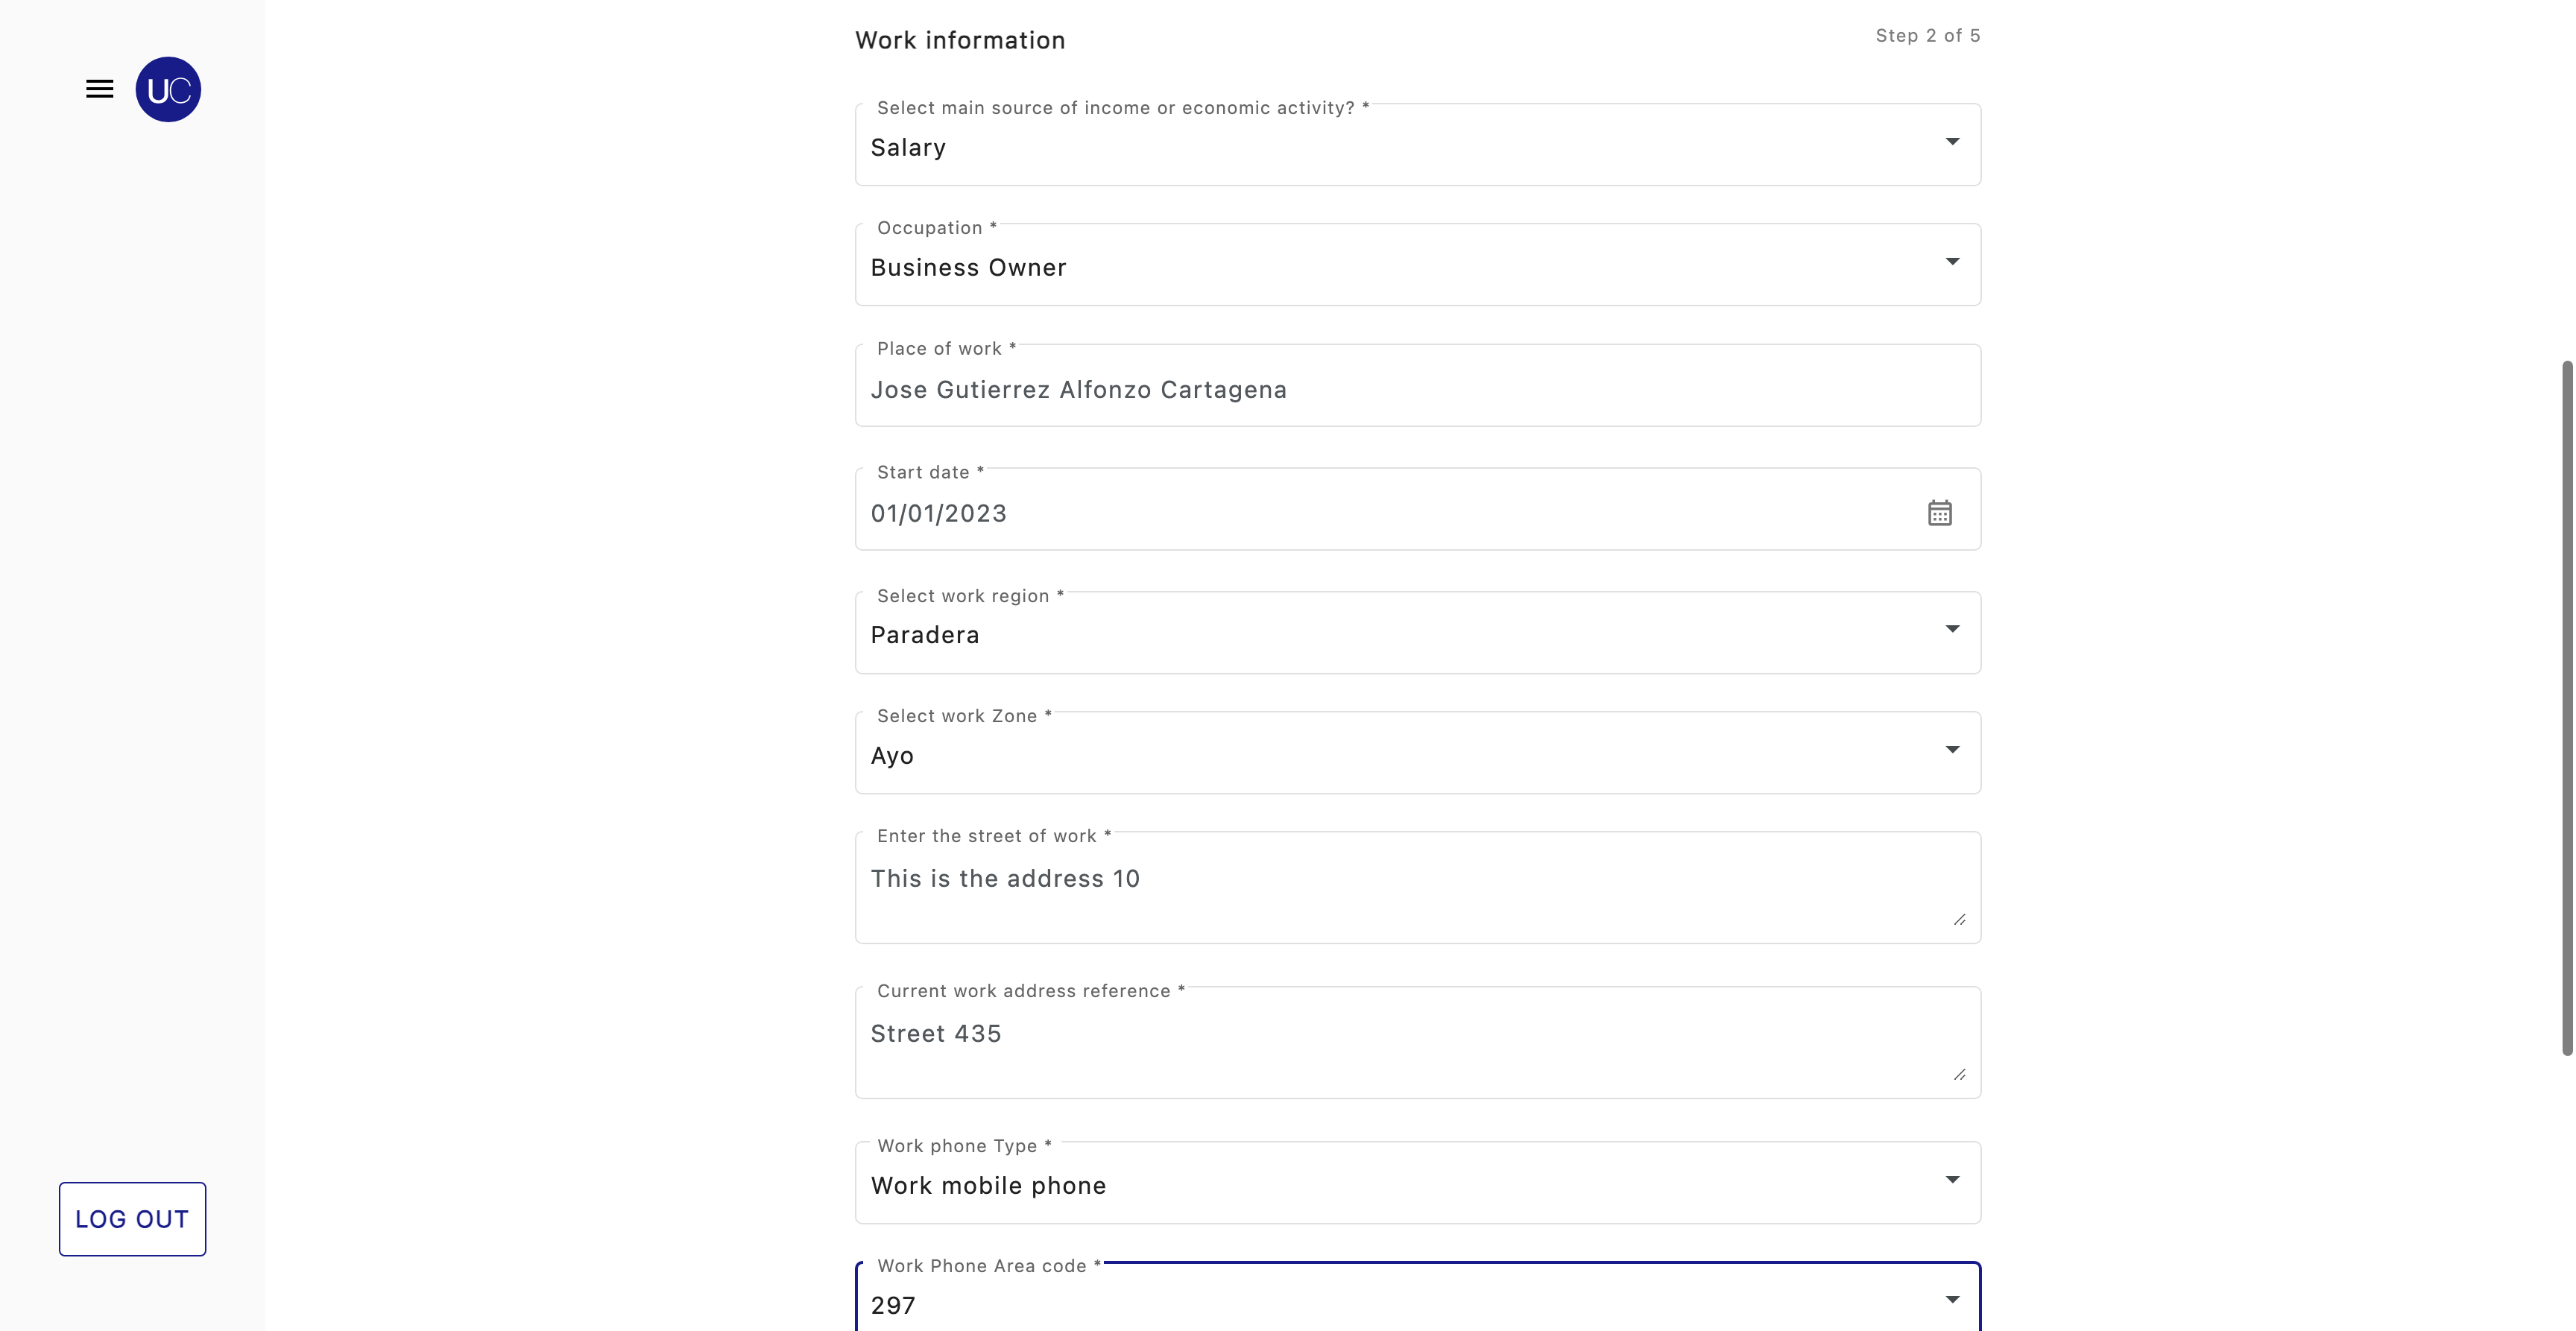 UC
Work information
Step 2 of 5
Select main source of income or economic activity? *
Salary
Occupation *
Business Owner
Place of work *
Jose Gutierrez Alfonzo Cartagena
Start date *
01/01/2023
Select work region *
Paradera
Select work Zone *
Ayo
Enter the street of work *
This is the address 10
Current work address reference *
Street 435
Work phone Type *
Work mobile phone
Work Phone Area code *
297
LOG OUT